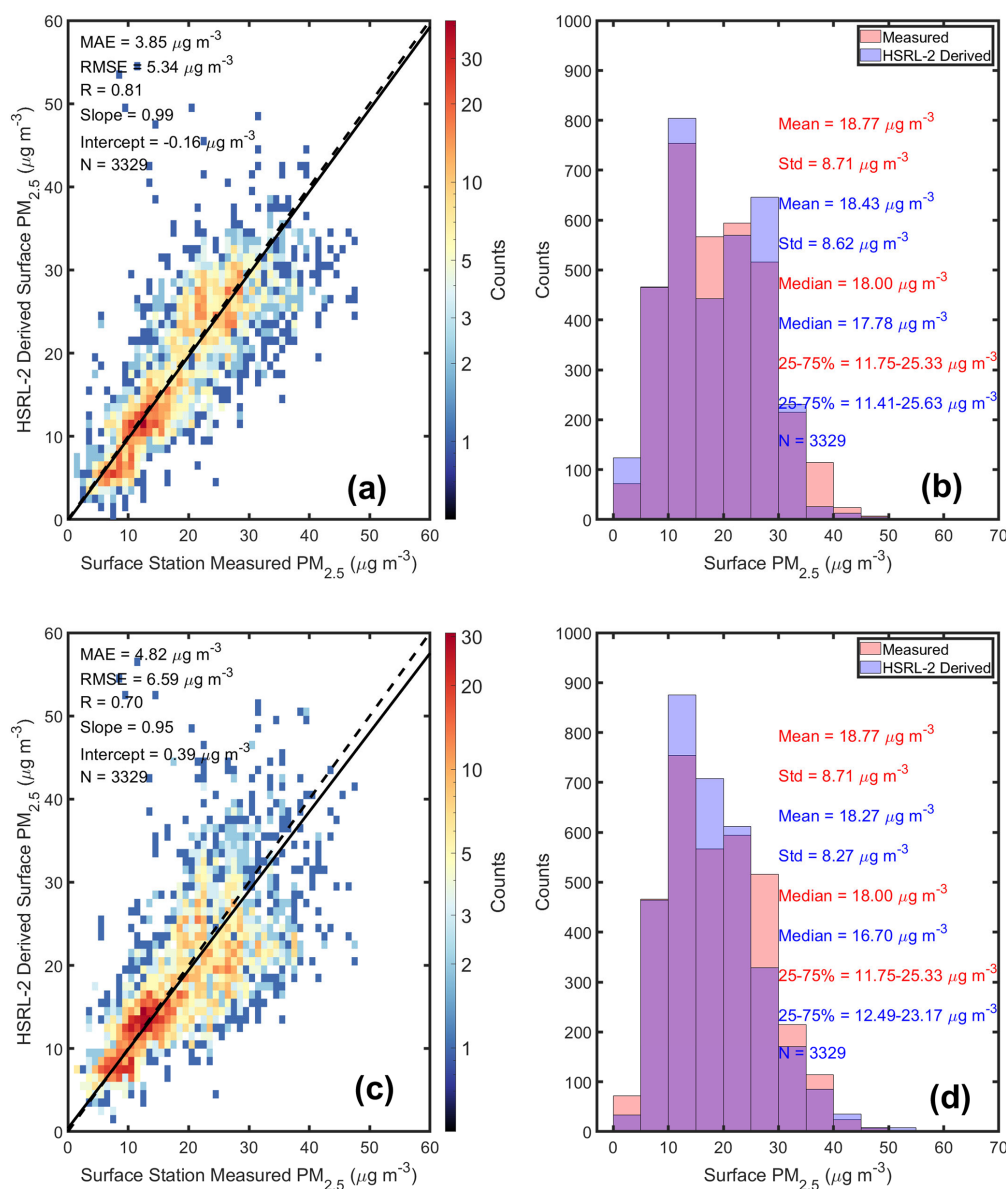 MAE = 3.85 μg m-3
RMSE = 5.34 μg m-3
R = 0.81
Slope = 0.99
Intercept = -0.16 μg m-3
N = 3329
60
50
40
30
20
10
0
HSRL-2 Derived Surface PM2.5 (μg m-3)
0 10 20 30 40 50 60
Surface Station Measured PM2.5 (μg m-3)
(a)
20
10
5
3
2
1
Counts
1000
900
800
700
600
500
400
300
200
100
0
Counts
Measured
HSRL-2 Derived
Mean = 18.77 μg m-3
Std = 8.71 μg m-3
Mean = 18.43 μg m-3
Std = 8.62 μg m-3
Median = 18.00 μg m-3
Median = 17.78 μg m-3
25-75% = 11.75-25.33 μg m-3
25-75% = 11.41-25.63 μg m-3
N = 3329
(b)
0 10 20 30 40 50 60 70
Surface PM2.5 (μg m-3)
MAE = 4.82 μg m-3
RMSE = 6.59 μg m-3
R = 0.70
Slope = 0.95
Intercept = 0.39 μg m-3
N = 3329
60
50
40
30
20
10
0
HSRL-2 Derived Surface PM2.5 (μg m-3)
0 10 20 30 40 50 60
Surface Station Measured PM2.5 (μg m-3)
(c)
30
20
10
5
3
2
1
Counts
1000
900
800
700
600
500
400
300
200
100
0
Counts
Measured
HSRL-2 Derived
Mean = 18.77 μg m-3
Std = 8.71 μg m-3
Mean = 18.27 μg m-3
Std = 8.27 μg m-3
Median = 18.00 μg m-3
Median = 16.70 μg m-3
25-75% = 11.75-25.33 μg m-3
25-75% = 12.49-23.17 μg m-3
N = 3329
(d)
0 10 20 30 40 50 60 70
Surface PM2.5 (μg m-3)